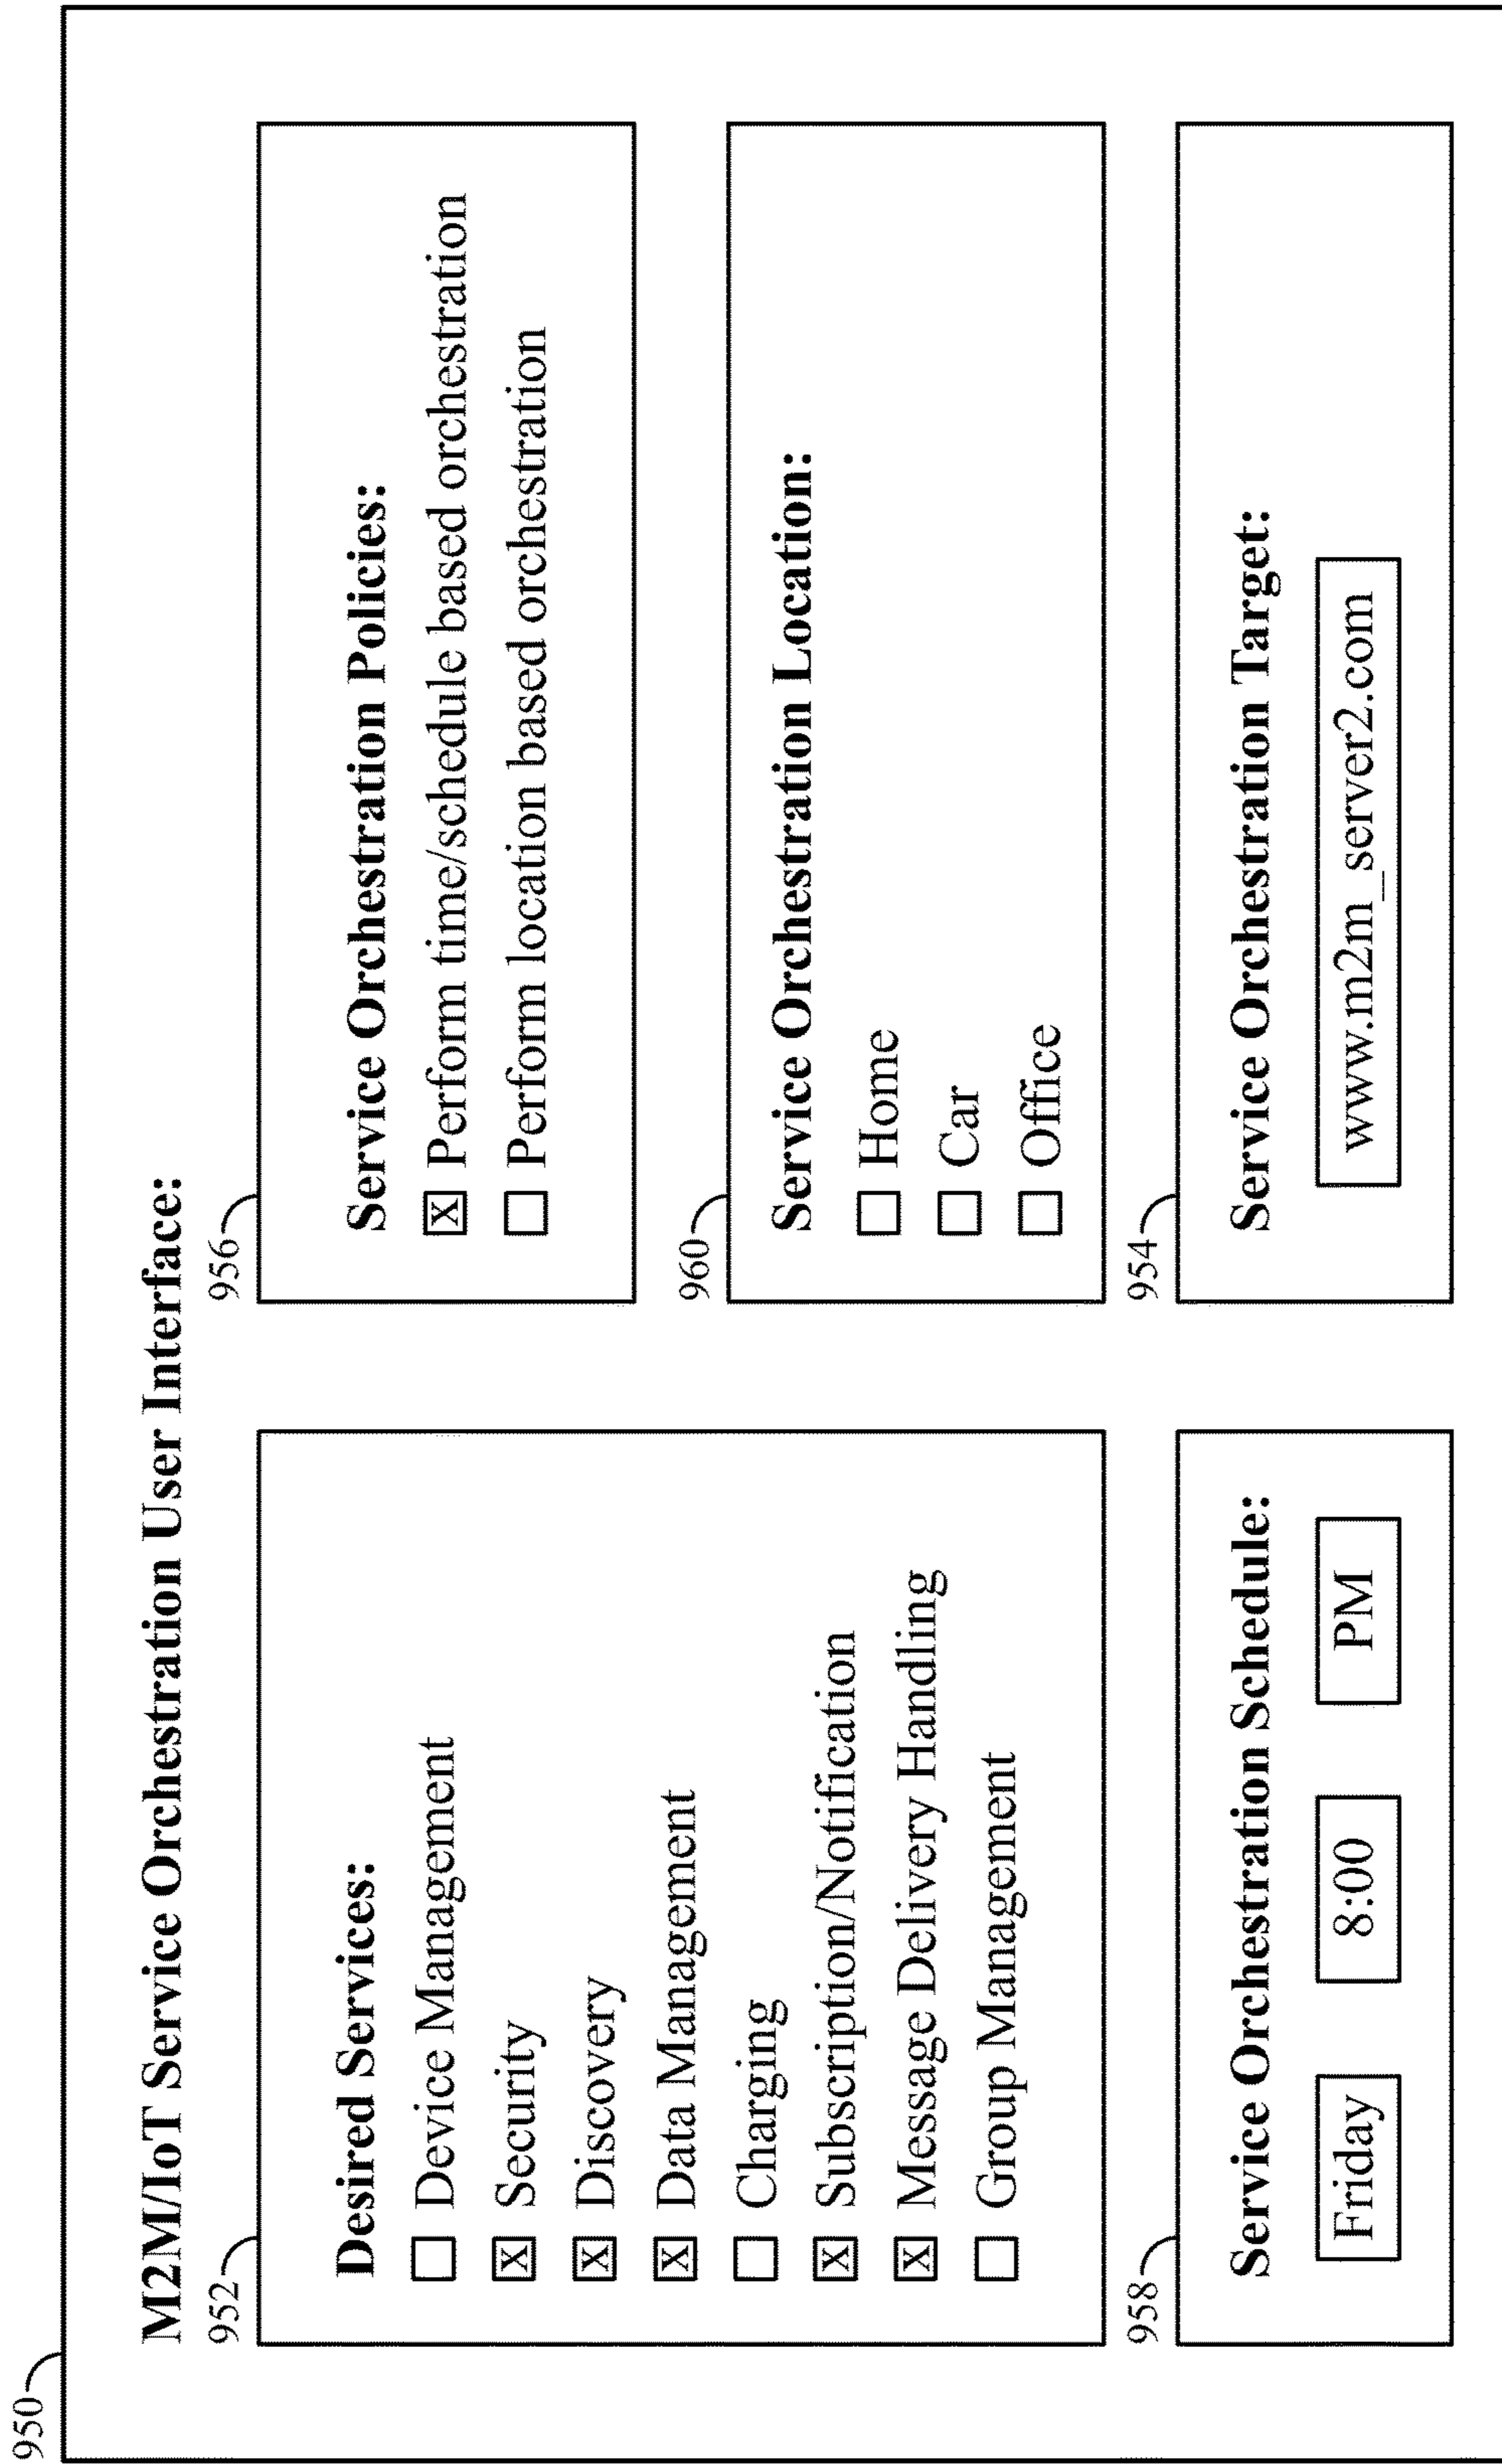 950
M2M/IoT Service Orchestration User Interface:
952
Desired Services:
Device Management
X Security
X Discovery
X Data Management
Charging
X Subscription/Notification
X Message Delivery Handling
Group Management
956
Service Orchestration Policies:
X Perform time/schedule based orchestration
Perform location based orchestration
960
Service Orchestration Location:
Home
Car
Office
958
Service Orchestration Schedule:
Friday 8:00 PM
954
Service Orchestration Target:
www.m2m_server2.com